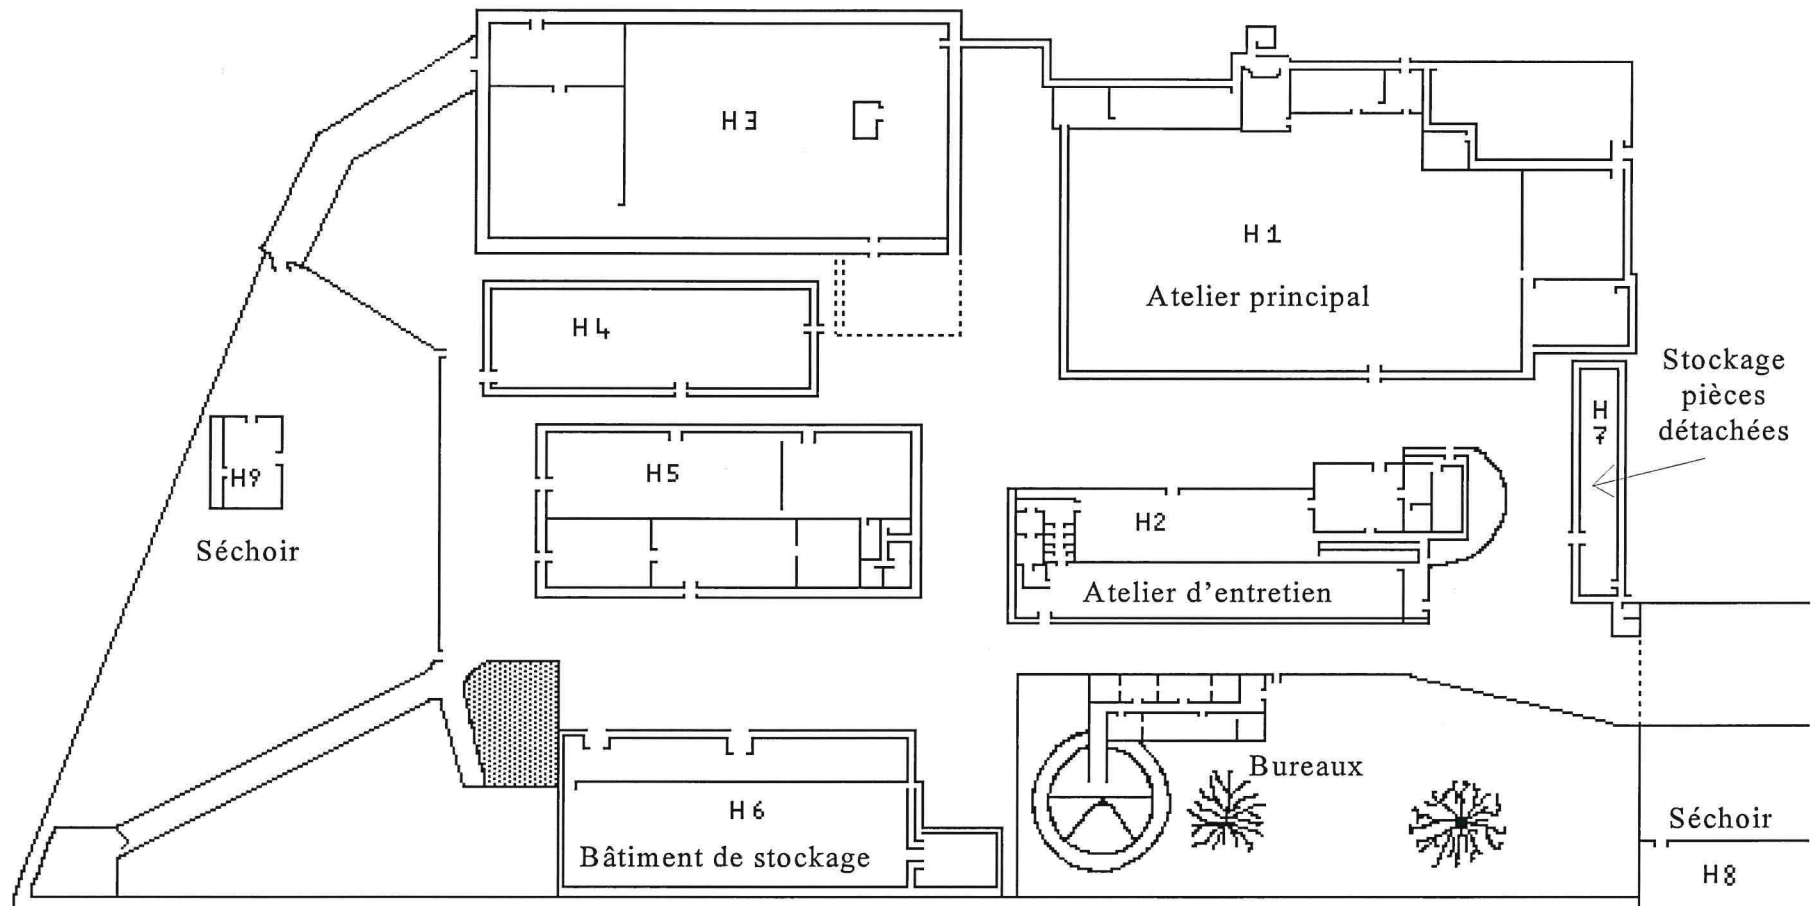 H3
H1
Atelier principal
H4
Stockage
pièces
détachées
H
7
H9
H5
H2
Séchoir
Atelier d'entretien
Bureaux
H6
Séchoir
Bâtiment de stockage
H8